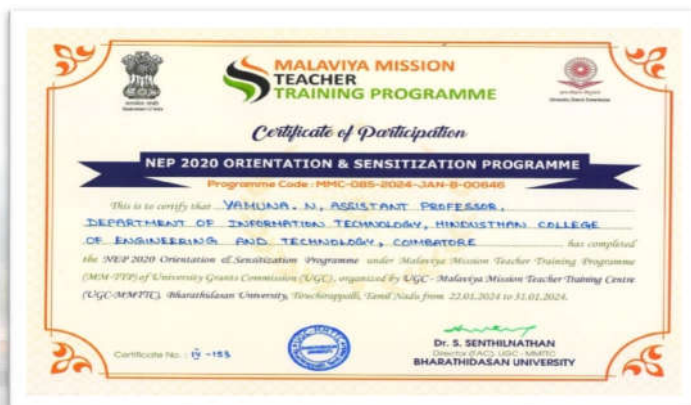 MALAVIYA MISSION
TEACHER
TRAINING PROGRAMME
Certificate of Participation
NEP 2020 ORIENTATION & SENSITIZATION PROGRAMME
Programme Code : MMC-085-2024-JAN-B-00646
This is to certify that YAMUNA. N, ASSISTANT PROFESSOR,
DEPARTMENT OF INFORMATION TECHNOLOGY, HINDUSTHAN COLLEGE
OF ENGINEERING AND TECHNOLOGY, COIMBATORE has completed
the NEP 2020 Orientation & Sensitization Programme under Malaviya Mission Teacher Training Programme
(MM-TTP) of University Grants Commission (UGC), organized by UGC - Malaviya Mission Teacher Training Centre
(UGC-MMTTC), Bharathidasan University, Tiruchirappalli, Tamil Nadu from 22.01.2024 to 31.01.2024.
Certificate No. : IV -153
Dr. S. SENTHILNATHAN
Director (FAC), UGC - MMTTC
BHARATHIDASAN UNIVERSITY